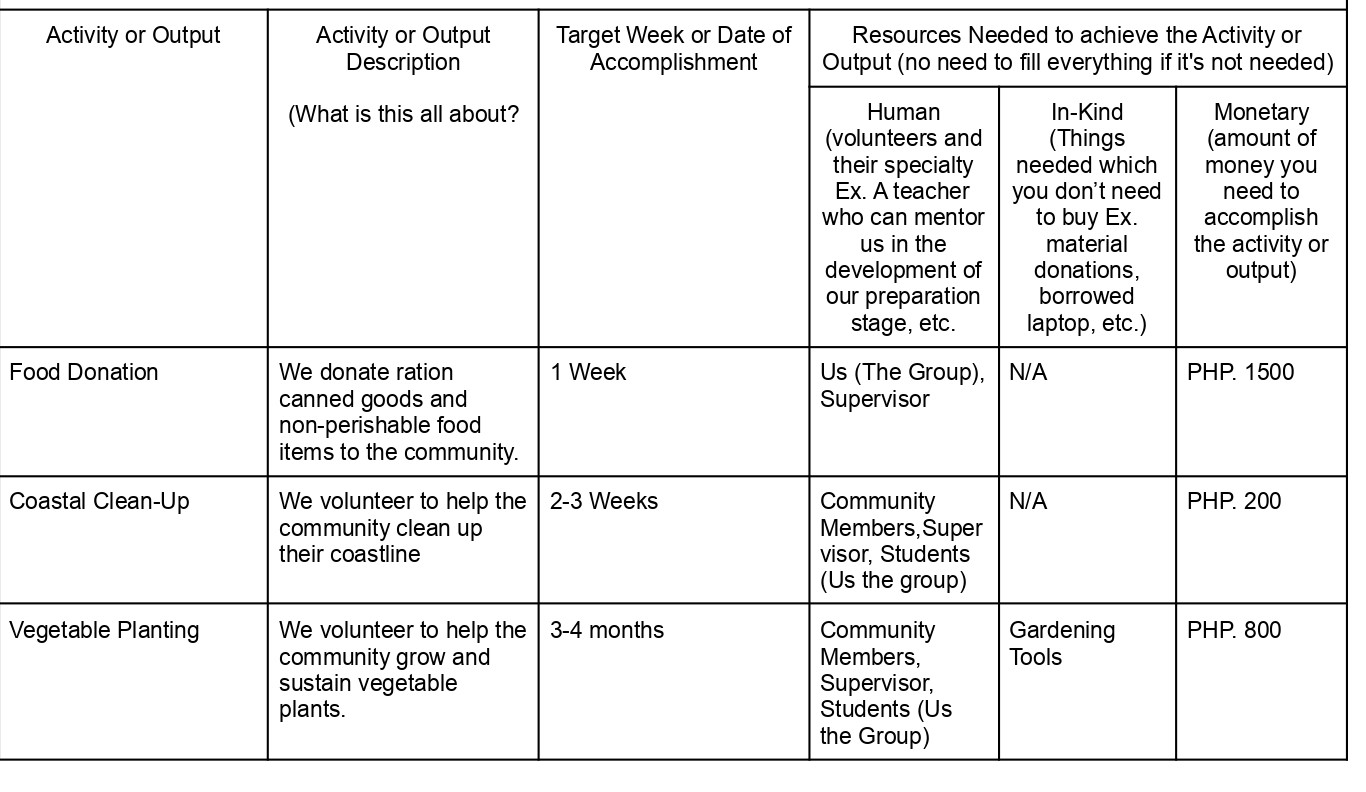 Activity or Output
Activity or Output
Description
(What is this all about?
Target Week or Date of
Accomplishment
Resources Needed to achieve the Activity or
Output (no need to fill everything if it's not needed)
Human
(volunteers and
their specialty
Ex. A teacher
who can mentor
us in the
development of
our preparation
stage, etc.
In-Kind
(Things
needed which
you don’t need
to buy Ex.
material
donations,
borrowed
laptop, etc.)
Monetary
(amount of
money you
need to
accomplish
the activity or
output)
Food Donation
We donate ration
canned goods and
non-perishable food
items to the community.
1 Week
Us (The Group),
Supervisor
N/A
PHP. 1500
Coastal Clean-Up
We volunteer to help the
community clean up
their coastline
2-3 Weeks
Community
Members,Super
visor, Students
(Us the group)
N/A
PHP. 200
Vegetable Planting
We volunteer to help the
community grow and
sustain vegetable
plants.
3-4 months
Community
Members,
Supervisor,
Students (Us
the Group)
Gardening
Tools
PHP. 800